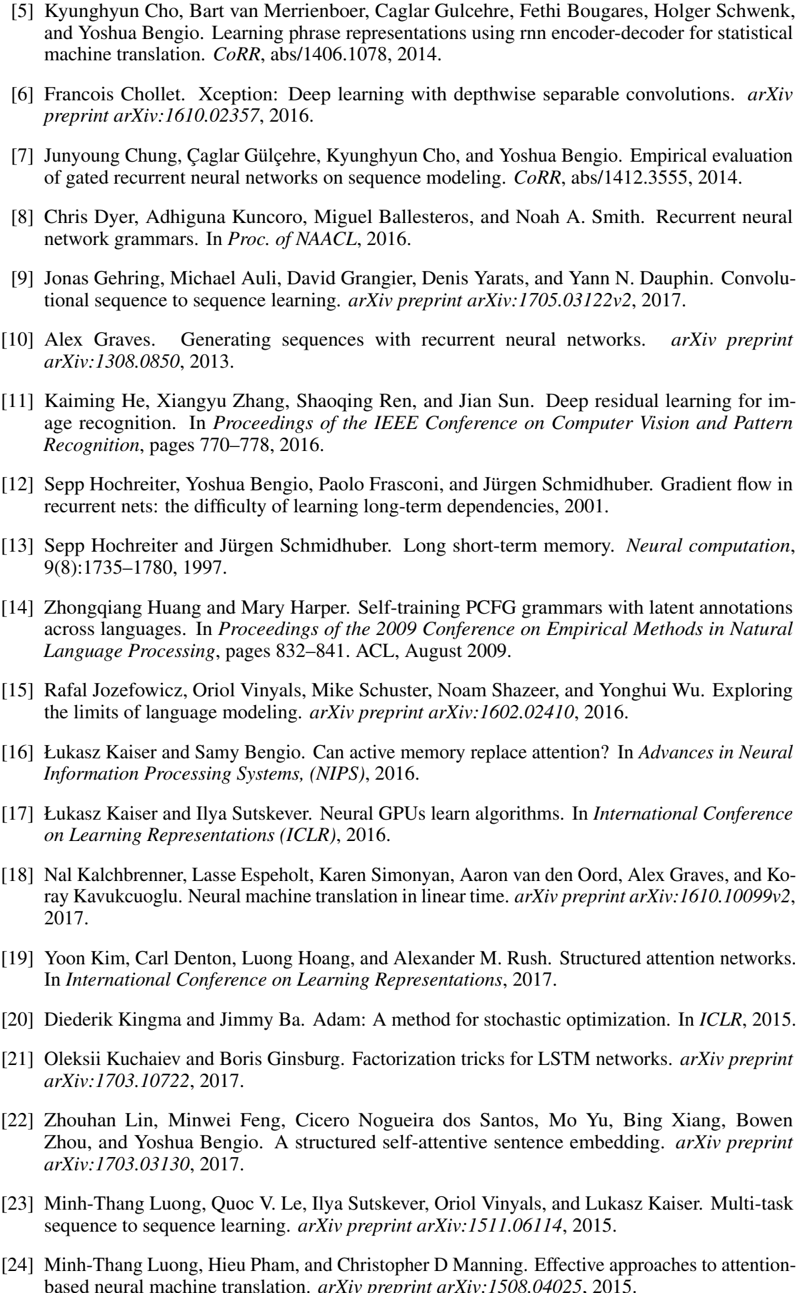 [5] Kyunghyun Cho, Bart van Merrienboer, Caglar Gulcehre, Fethi Bougares, Holger Schwenk,
and Yoshua Bengio. Learning phrase representations using rnn encoder-decoder for statistical
machine translation. CoRR, abs/1406.1078, 2014.
[6] Francois Chollet. Xception: Deep learning with depthwise separable convolutions. arXiv
preprint arXiv:1610.02357, 2016.
[7] Junyoung Chung, Çaglar Gülçehre, Kyunghyun Cho, and Yoshua Bengio. Empirical evaluation
of gated recurrent neural networks on sequence modeling. CoRR, abs/1412.3555, 2014.
[8] Chris Dyer, Adhiguna Kuncoro, Miguel Ballesteros, and Noah A. Smith. Recurrent neural
network grammars. In Proc. of NAACL, 2016.
[9] Jonas Gehring, Michael Auli, David Grangier, Denis Yarats, and Yann N. Dauphin. Convolu-
tional sequence to sequence learning. arXiv preprint arXiv:1705.03122v2, 2017.
[10] Alex Graves. Generating sequences with recurrent neural networks. arXiv preprint
arXiv:1308.0850, 2013.
[11] Kaiming He, Xiangyu Zhang, Shaoqing Ren, and Jian Sun. Deep residual learning for im-
age recognition. In Proceedings of the IEEE Conference on Computer Vision and Pattern
Recognition, pages 770–778, 2016.
[12] Sepp Hochreiter, Yoshua Bengio, Paolo Frasconi, and Jürgen Schmidhuber. Gradient flow in
recurrent nets: the difficulty of learning long-term dependencies, 2001.
[13] Sepp Hochreiter and Jürgen Schmidhuber. Long short-term memory. Neural computation,
9(8):1735–1780, 1997.
[14] Zhongqiang Huang and Mary Harper. Self-training PCFG grammars with latent annotations
across languages. In Proceedings of the 2009 Conference on Empirical Methods in Natural
Language Processing, pages 832–841. ACL, August 2009.
[15] Rafal Jozefowicz, Oriol Vinyals, Mike Schuster, Noam Shazeer, and Yonghui Wu. Exploring
the limits of language modeling. arXiv preprint arXiv:1602.02410, 2016.
[16] Łukasz Kaiser and Samy Bengio. Can active memory replace attention? In Advances in Neural
Information Processing Systems, (NIPS), 2016.
[17] Łukasz Kaiser and Ilya Sutskever. Neural GPUs learn algorithms. In International Conference
on Learning Representations (ICLR), 2016.
[18] Nal Kalchbrenner, Lasse Espeholt, Karen Simonyan, Aaron van den Oord, Alex Graves, and Ko-
ray Kavukcuoglu. Neural machine translation in linear time. arXiv preprint arXiv:1610.10099v2,
2017.
[19] Yoon Kim, Carl Denton, Luong Hoang, and Alexander M. Rush. Structured attention networks.
In International Conference on Learning Representations, 2017.
[20] Diederik Kingma and Jimmy Ba. Adam: A method for stochastic optimization. In ICLR, 2015.
[21] Oleksii Kuchaiev and Boris Ginsburg. Factorization tricks for LSTM networks. arXiv preprint
arXiv:1703.10722, 2017.
[22] Zhouhan Lin, Minwei Feng, Cicero Nogueira dos Santos, Mo Yu, Bing Xiang, Bowen
Zhou, and Yoshua Bengio. A structured self-attentive sentence embedding. arXiv preprint
arXiv:1703.03130, 2017.
[23] Minh-Thang Luong, Quoc V. Le, Ilya Sutskever, Oriol Vinyals, and Lukasz Kaiser. Multi-task
sequence to sequence learning. arXiv preprint arXiv:1511.06114, 2015.
[24] Minh-Thang Luong, Hieu Pham, and Christopher D Manning. Effective approaches to attention-
based neural machine translation. arXiv preprint arXiv:1508.04025, 2015.